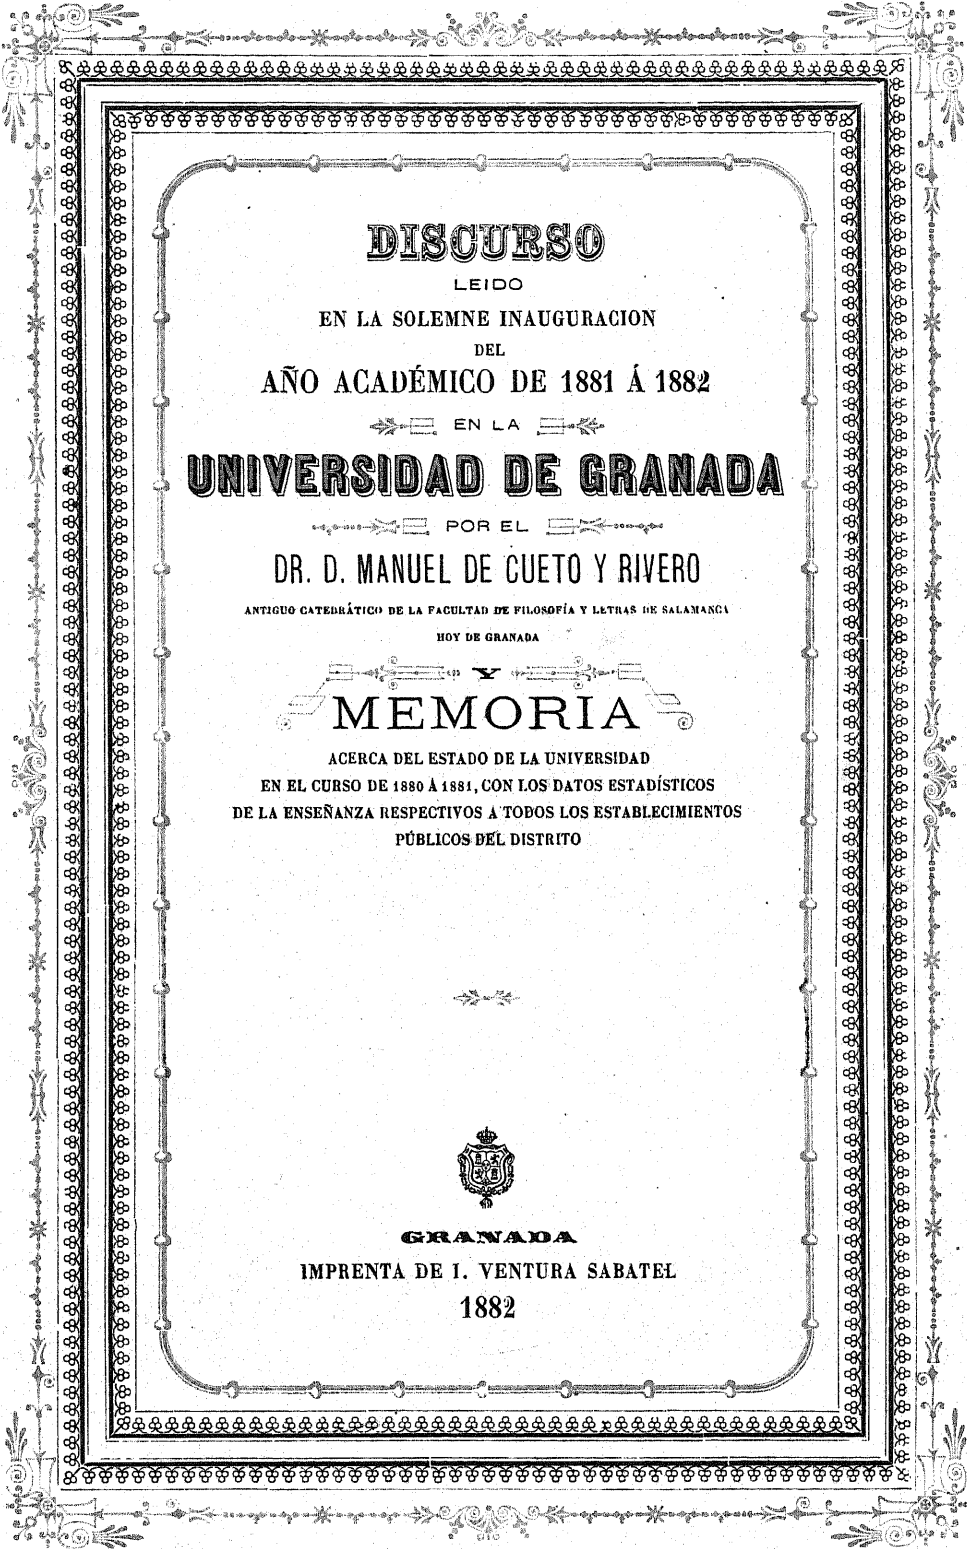 DISCURSO
LEIDO
EN LA SOLEMNE INAUGURACION
DEL
AÑO ACADÉMICO DE 1881 Á 1882
EN LA
UNIVERSIDAD DE GRANADA
POR EL
DR. D. MANUEL DE CUETO Y RIVERO
ANTIGUO CATEDRÁTICO DE LA FACULTAD DE FILOSOFÍA Y LETRAS DE SALAMANCA
HOY DE GRANADA
Y
MEMORIA
ACERCA DEL ESTADO DE LA UNIVERSIDAD
EN EL CURSO DE 1880 Á 1881, CON LOS DATOS ESTADÍSTICOS
DE LA ENSEÑANZA RESPECTIVOS A TODOS LOS ESTABLECIMIENTOS
PÚBLICOS DEL DISTRITO
GRANADA
IMPRENTA DE I. VENTURA SABATEL
1882